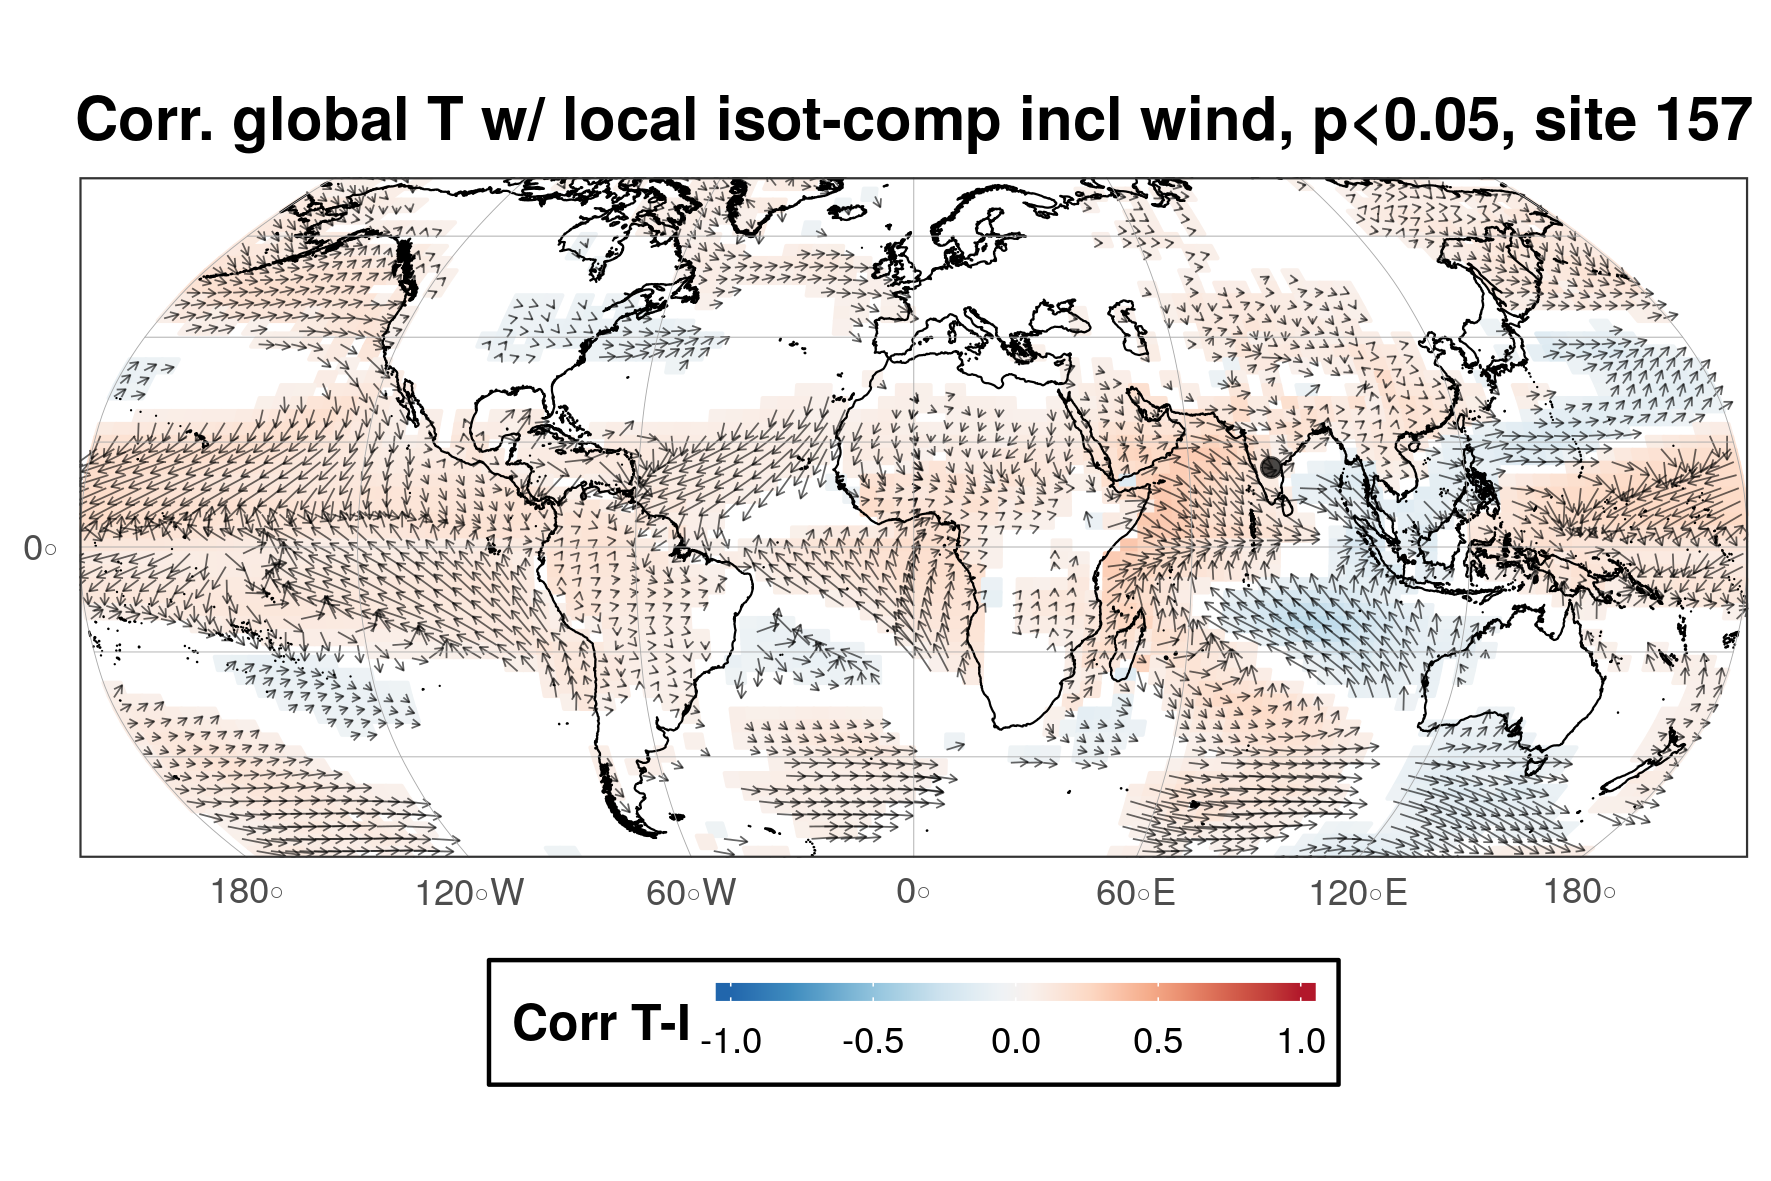 Corr. global T w/ local isot-comp incl wind, p<0.05, site 157
0°
180° 120°W 60°W 0° 60°E 120°E 180°
Corr T-I
-1.0 -0.5 0.0 0.5 1.0